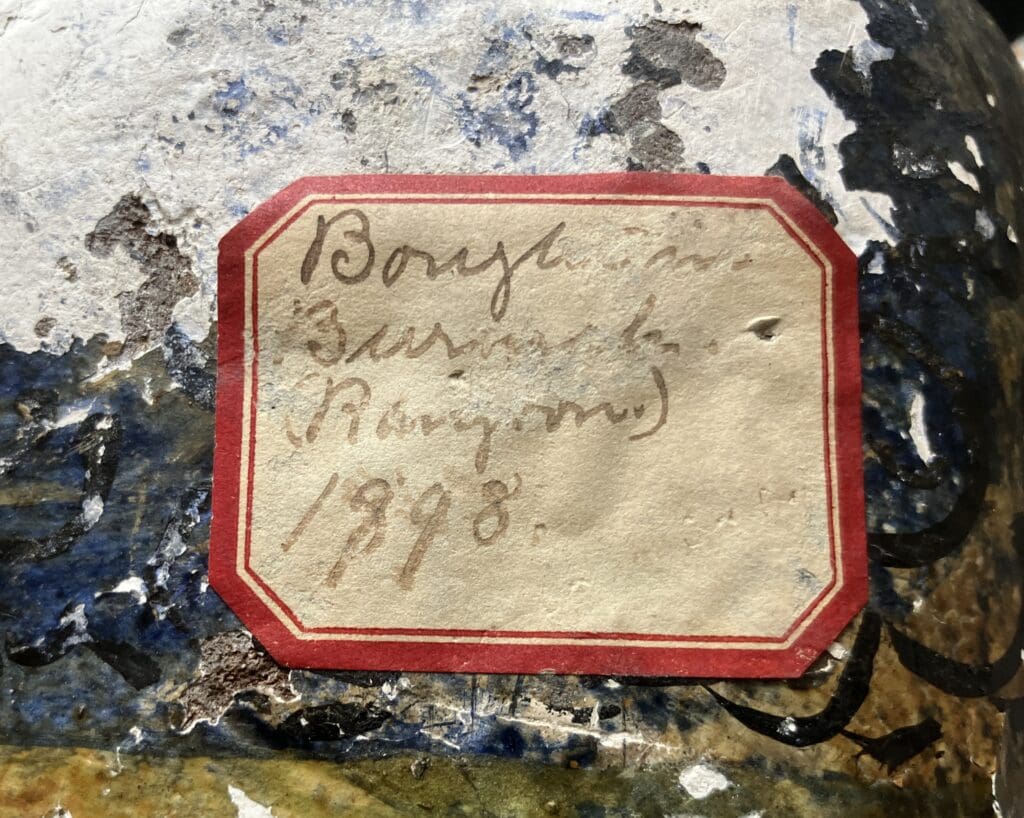 Bought in
Burmah.
(Rangoon.)
1898.